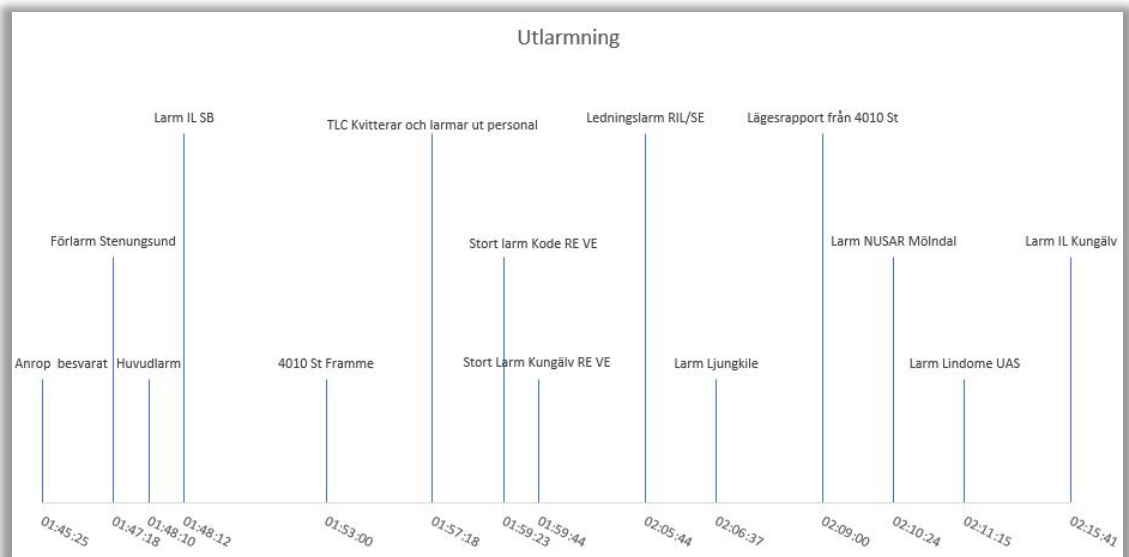 Utlarmning
Larm IL SB
TLC Kvitterar och larmar ut personal
Ledningslarm RIL/SE
Lägesrapport från 4010 St
Förlarm Stenungsund
Stort larm Kode RE VE
Larm NUSAR Mölndal
Larm IL Kungälv
Anrop besvarat
Huvudlarm
4010 St Framme
Stort Larm Kungälv RE VE
Larm Ljungkile
Larm Lindome UAS
01:45:25
01:47:18
01:48:10
01:48:12
01:53:00
01:57:18
01:59:23
01:59:44
02:05:44
02:06:37
02:09:00
02:10:24
02:11:15
02:15:41